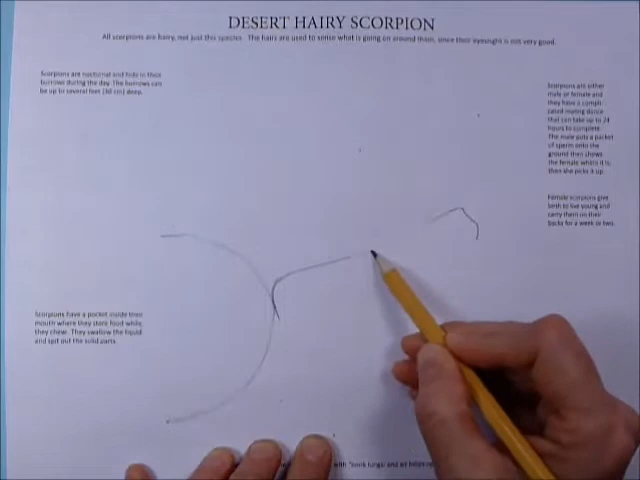 DESERT HAIRY SCORPION
All scorpions are hairy, not just this species. The hairs are used to sense what is going on around them, since their eyesight is not very good.
Scorpions are nocturnal and hide in their
burrows during the day. The burrows can
be up to several feet (60 cm) deep.
Scorpions are either
male or female and
they have a compli-
cated mating dance
that can take up to 24
hours to complete.
The male puts a packet
of sperm onto the
ground then shows
the female where it is,
then she picks it up.
Female scorpions give
birth to live young and
carry them on their
backs for a week or two.
Scorpions have a pocket inside their
mouth where they store food while
they chew. They swallow the liquid
and spit out the solid parts.
with